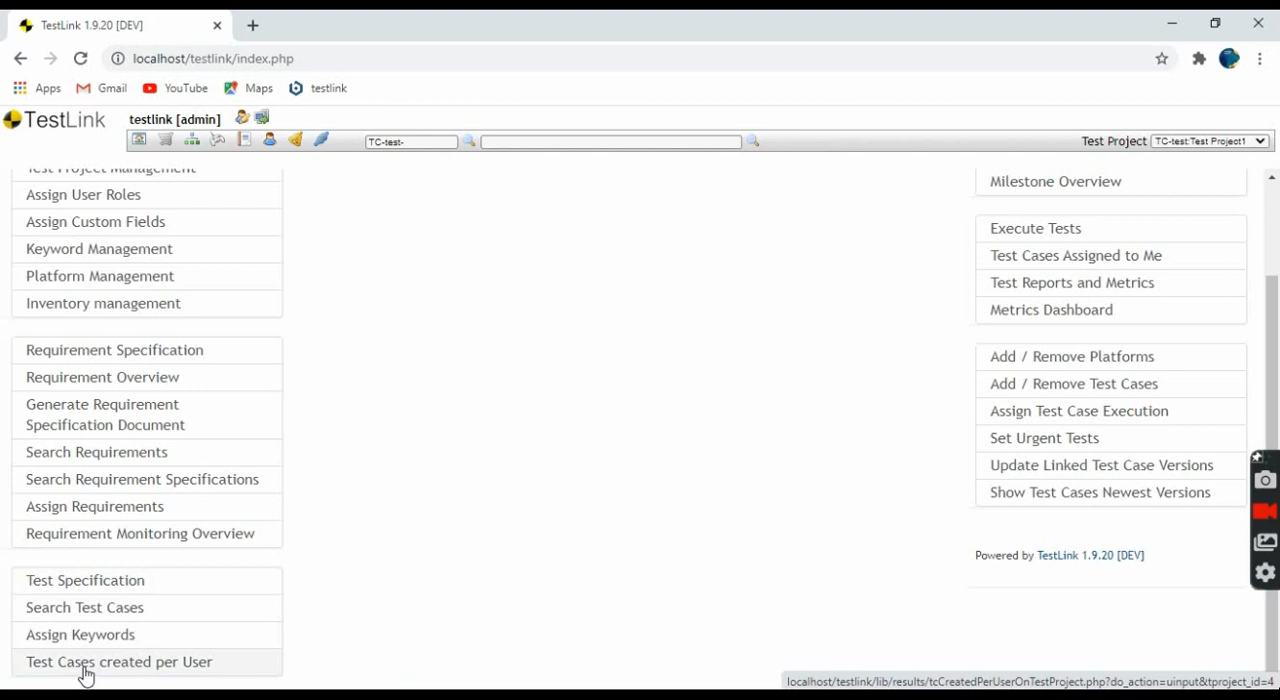 TestLink 1.9.20 [DEV]
localhost/testlink/index.php
Apps Gmail YouTube Maps testlink
TestLink testlink [admin]
TC-test- Test Project TC-test:Test Project1
Test Project Management
Assign User Roles
Assign Custom Fields
Keyword Management
Platform Management
Inventory management
Requirement Specification
Requirement Overview
Generate Requirement
Specification Document
Search Requirements
Search Requirement Specifications
Assign Requirements
Requirement Monitoring Overview
Test Specification
Search Test Cases
Assign Keywords
Test Cases created per User
Milestone Overview
Execute Tests
Test Cases Assigned to Me
Test Reports and Metrics
Metrics Dashboard
Add / Remove Platforms
Add / Remove Test Cases
Assign Test Case Execution
Set Urgent Tests
Update Linked Test Case Versions
Show Test Cases Newest Versions
Powered by TestLink 1.9.20 [DEV]
localhost/testlink/lib/results/tcCreatedPerUserOnTestProject.php?do_action=uinput&tproject_id=4